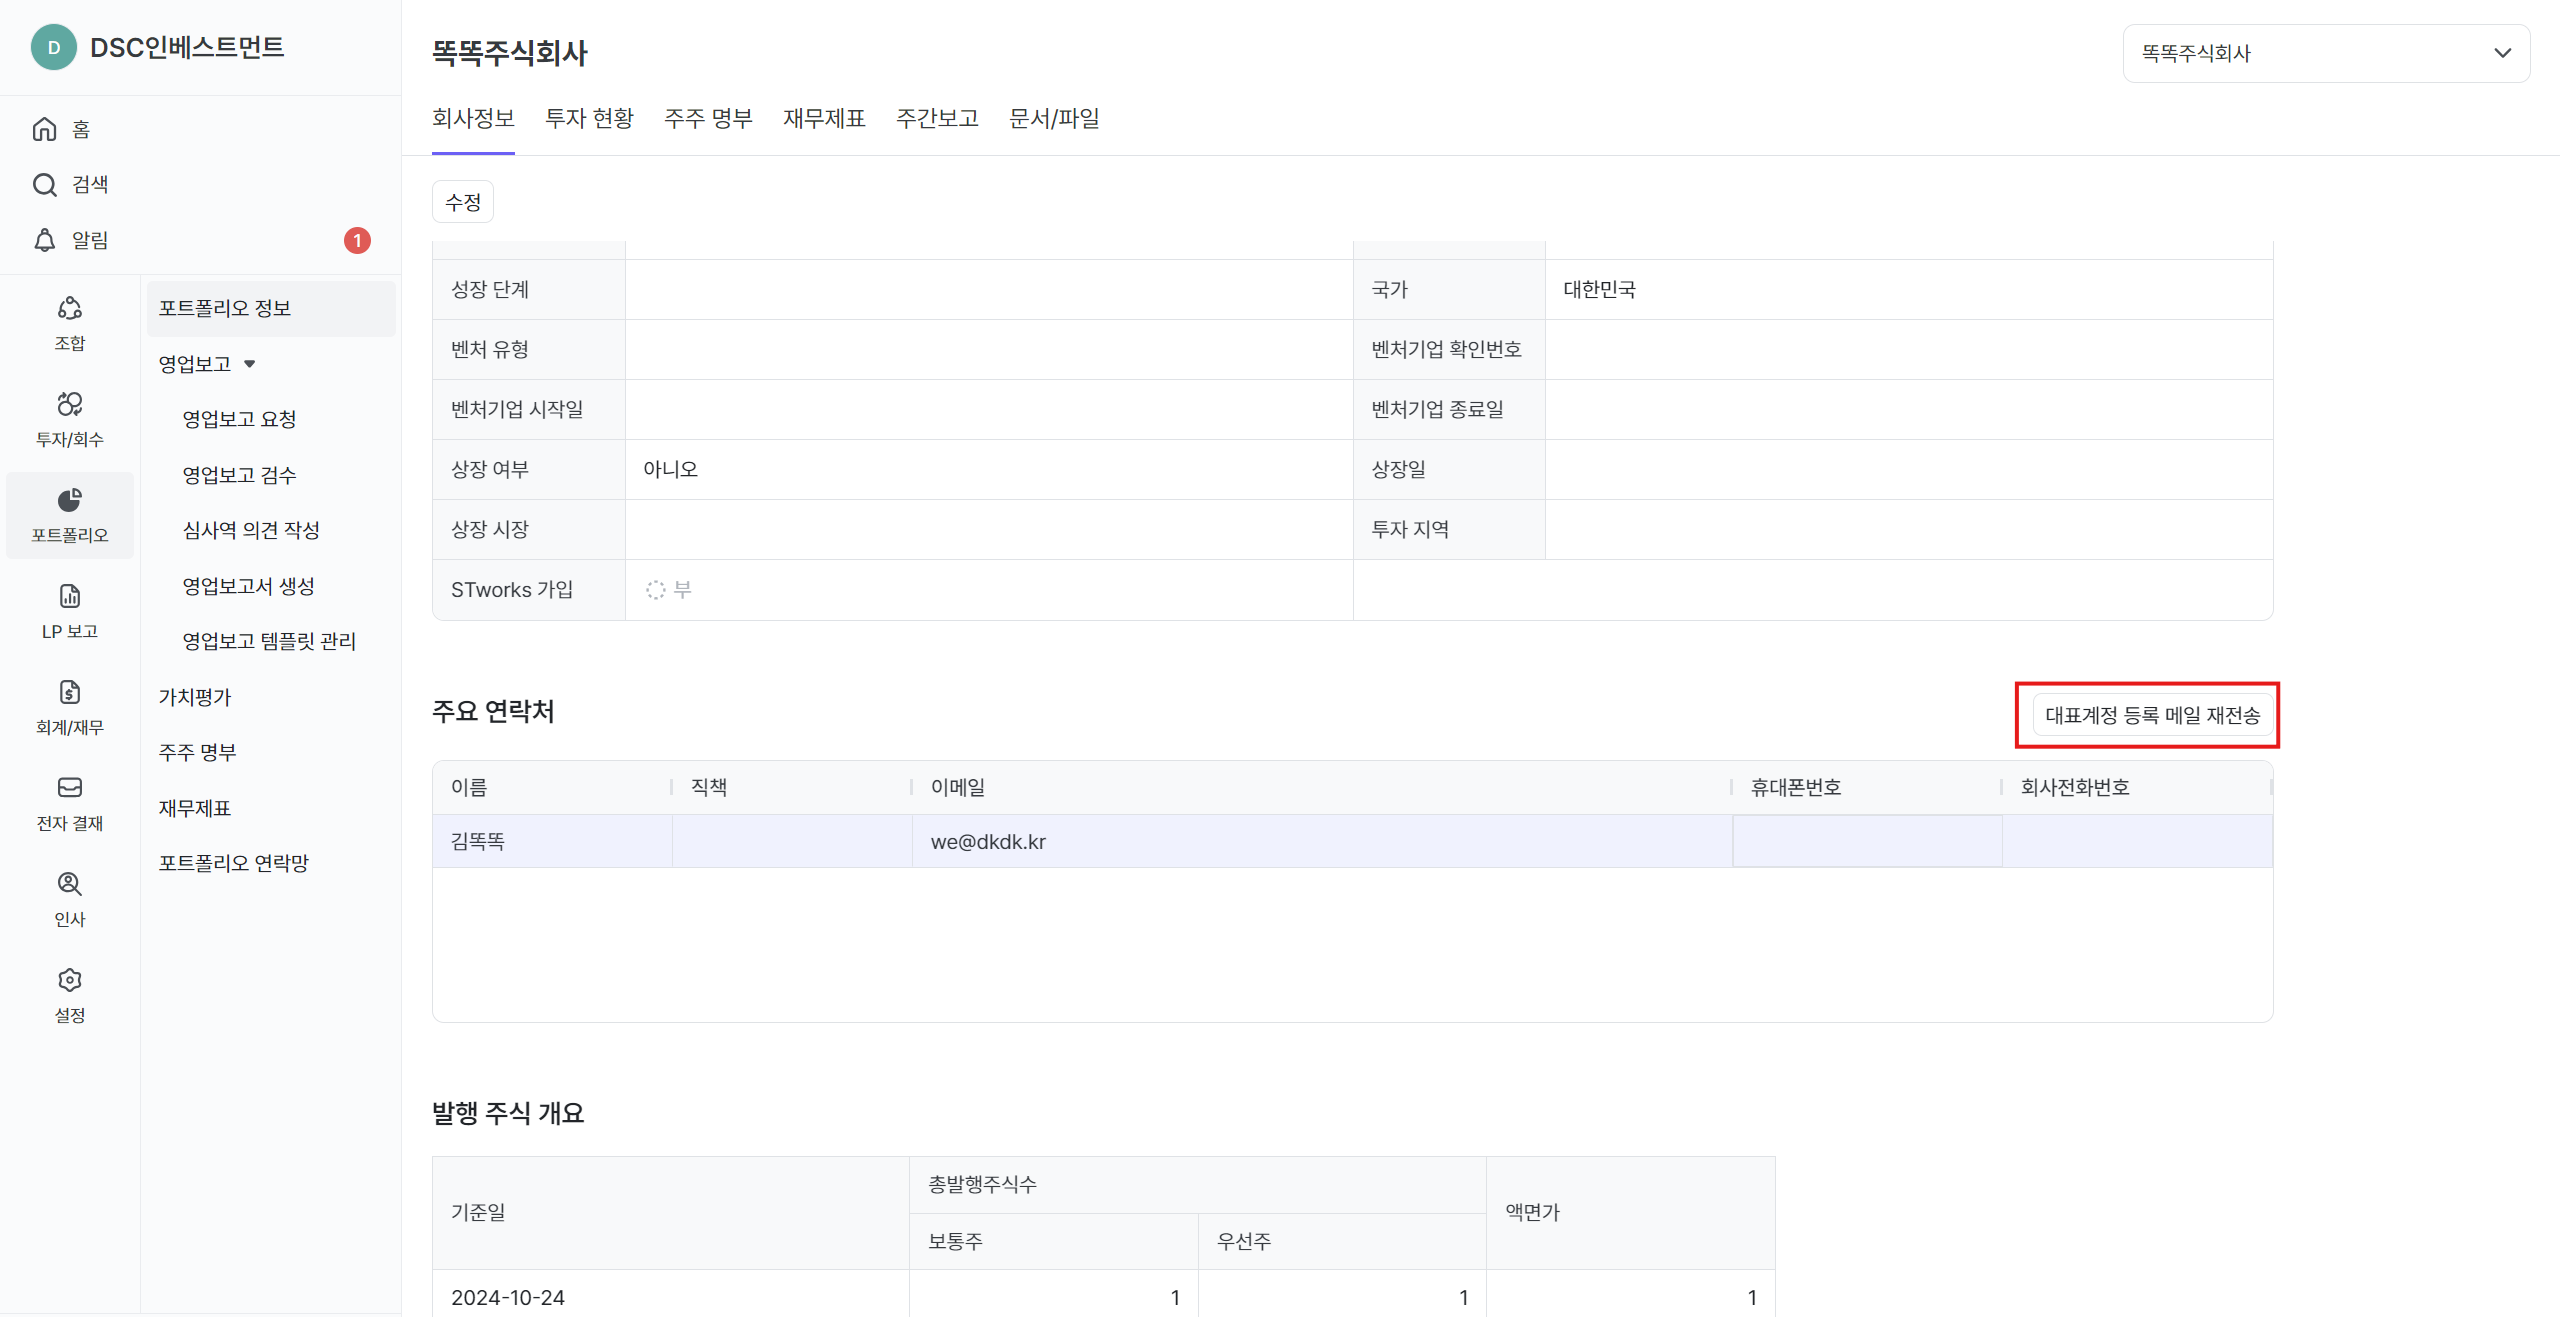 D DSC인베스트먼트
홈
검색
알림 1
조합
투자/회수
포트폴리오
LP 보고
회계/재무
전자 결재
인사
설정
포트폴리오 정보
영업보고
영업보고 요청
영업보고 검수
심사역 의견 작성
영업보고서 생성
영업보고 템플릿 관리
가치평가
주주 명부
재무제표
포트폴리오 연락망
똑똑주식회사
똑똑주식회사
회사정보 투자 현황 주주 명부 재무제표 주간보고 문서/파일
수정
성장 단계 국가 대한민국
벤처 유형 벤처기업 확인번호
벤처기업 시작일 벤처기업 종료일
상장 여부 아니오 상장일
상장 시장 투자 지역
STworks 가입 부
주요 연락처
대표계정 등록 메일 재전송
이름 직책 이메일 휴대폰번호 회사전화번호
김똑똑 we@dkdk.kr
발행 주식 개요
기준일 총발행주식수 액면가
보통주 우선주
2024-10-24 1 1 1